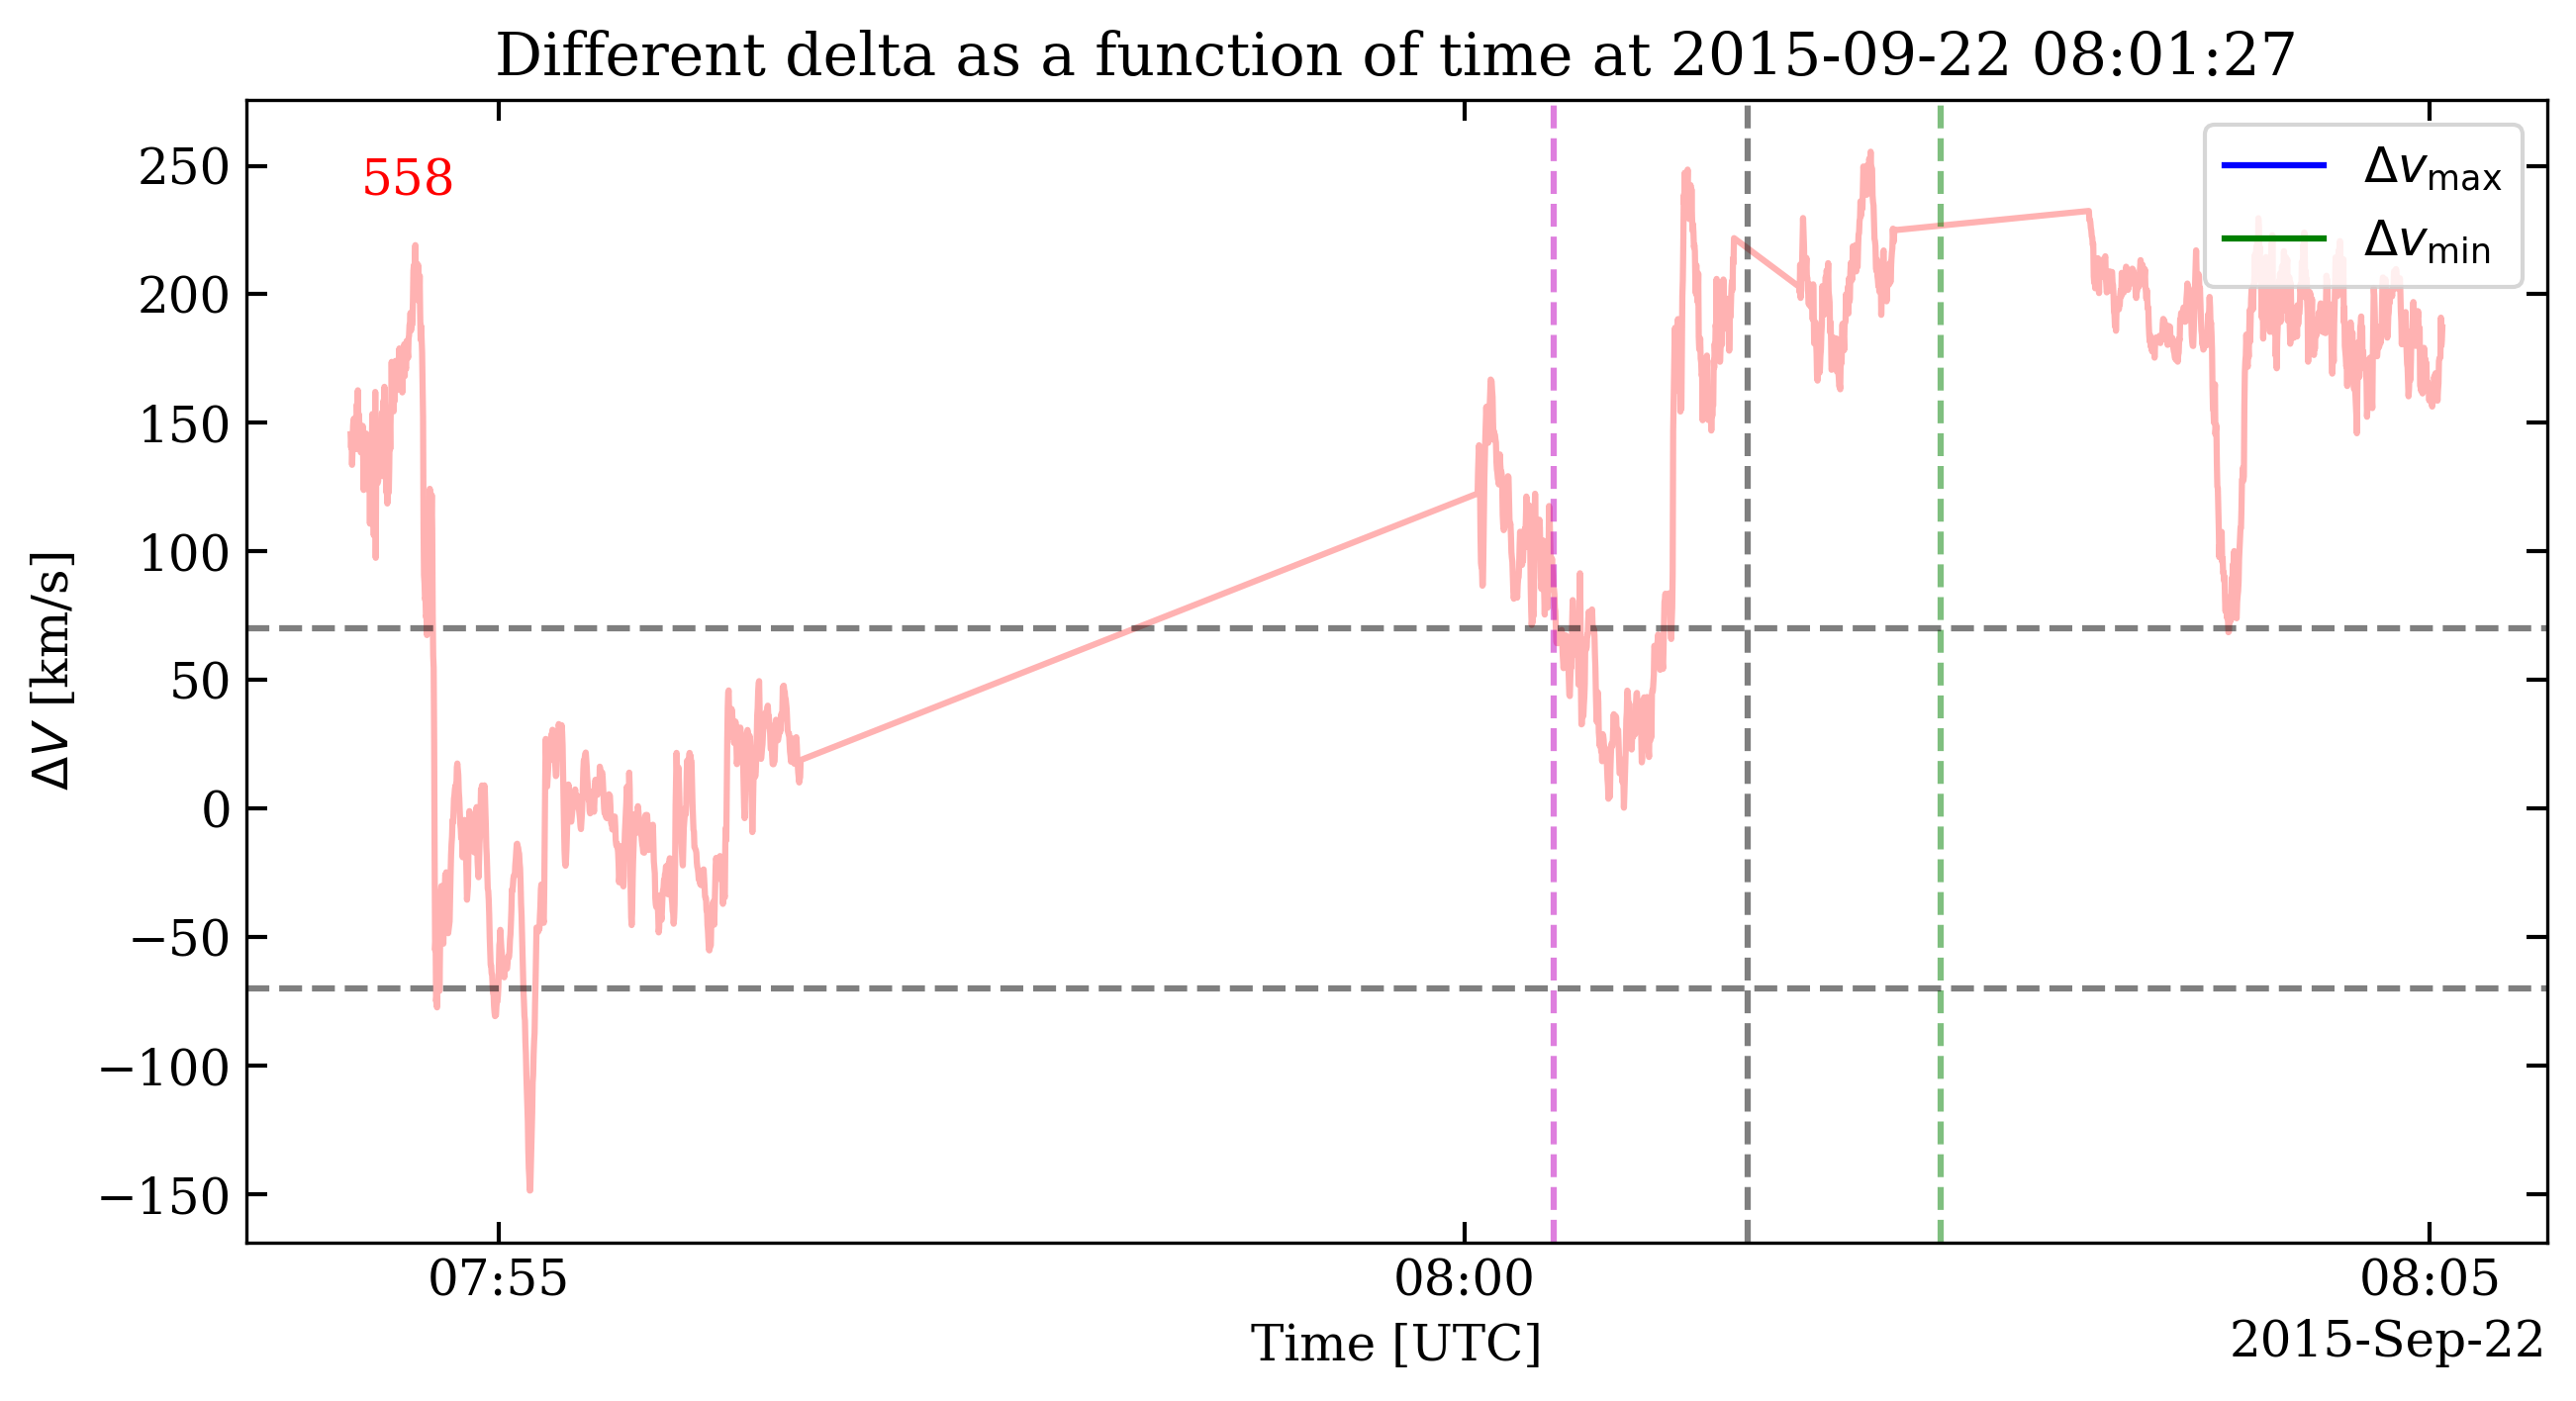 Different delta as a function of time at 2015-09-22 08:01:27
558
Δv_max
Δv_min
250
200
150
100
50
0
−50
−100
−150
ΔV [km/s]
07:55 08:00 08:05
Time [UTC]
2015-Sep-22